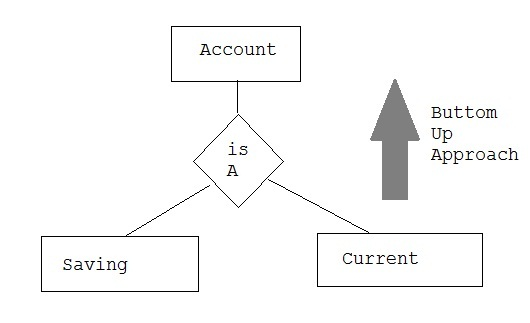 Account
is
A
Buttom
Up
Approach
Saving
Current